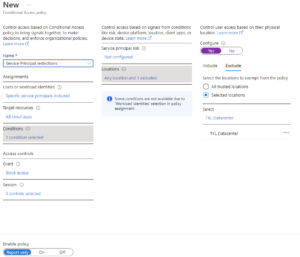 New ...
Conditional Access policy
Control access based on Conditional Access
policy to bring signals together, to make
decisions, and enforce organizational policies.
Learn more
Name *
Service Principal restrictions
Assignments
Users or workload identities
Specific service principals included
Target resources
All cloud apps
Conditions
1 condition selected
Access controls
Grant
Block access
Session
0 controls selected
Control access based on signals from conditions
like risk, device platform, location, client apps, or
device state. Learn more
Service principal risk
Not configured
Locations
Any location and 1 excluded
Some conditions are not available due to
"Workload identities" selection in policy
assignment.
Control user access based on their physical
location. Learn more
Configure
Yes
No
Include
Exclude
Select the locations to exempt from the policy
All trusted locations
Selected locations
Select
TXL Datacenter
TXL Datacenter
...
Enable policy
Report-only
On
Off